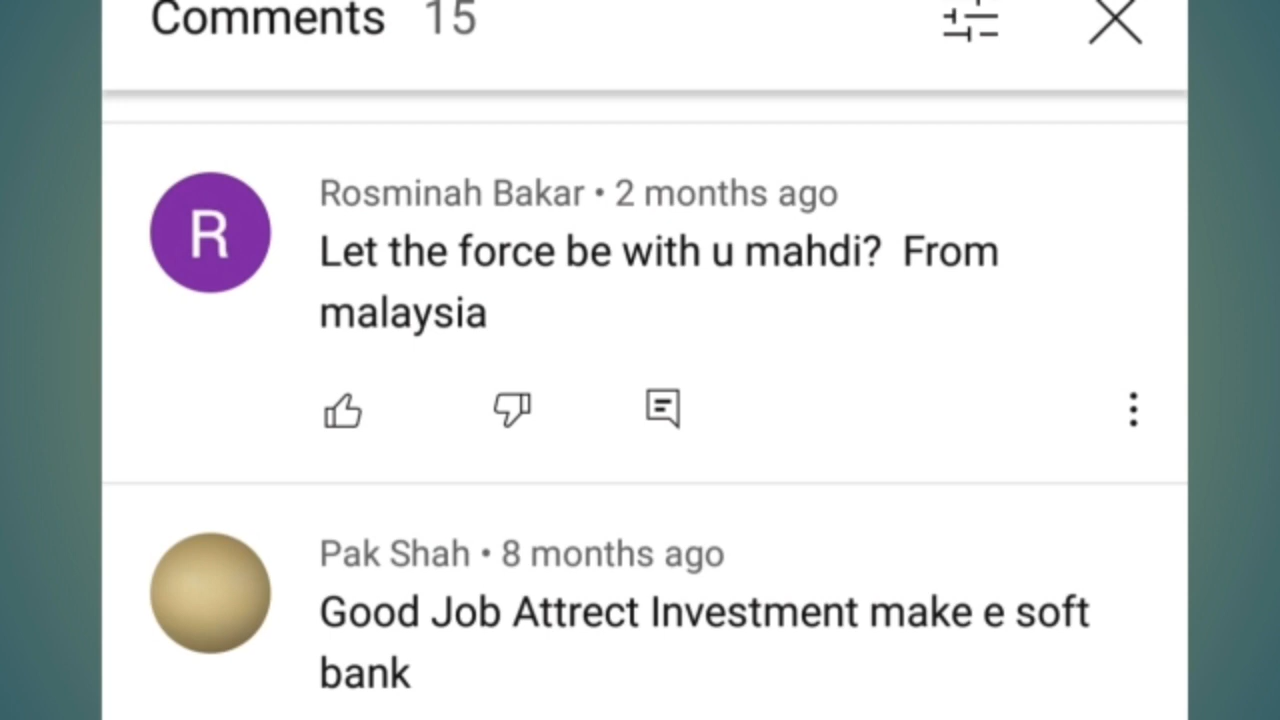 Comments 15
R
Rosminah Bakar • 2 months ago
Let the force be with u mahdi? From
malaysia
Pak Shah • 8 months ago
Good Job Attrect Investment make e soft
bank